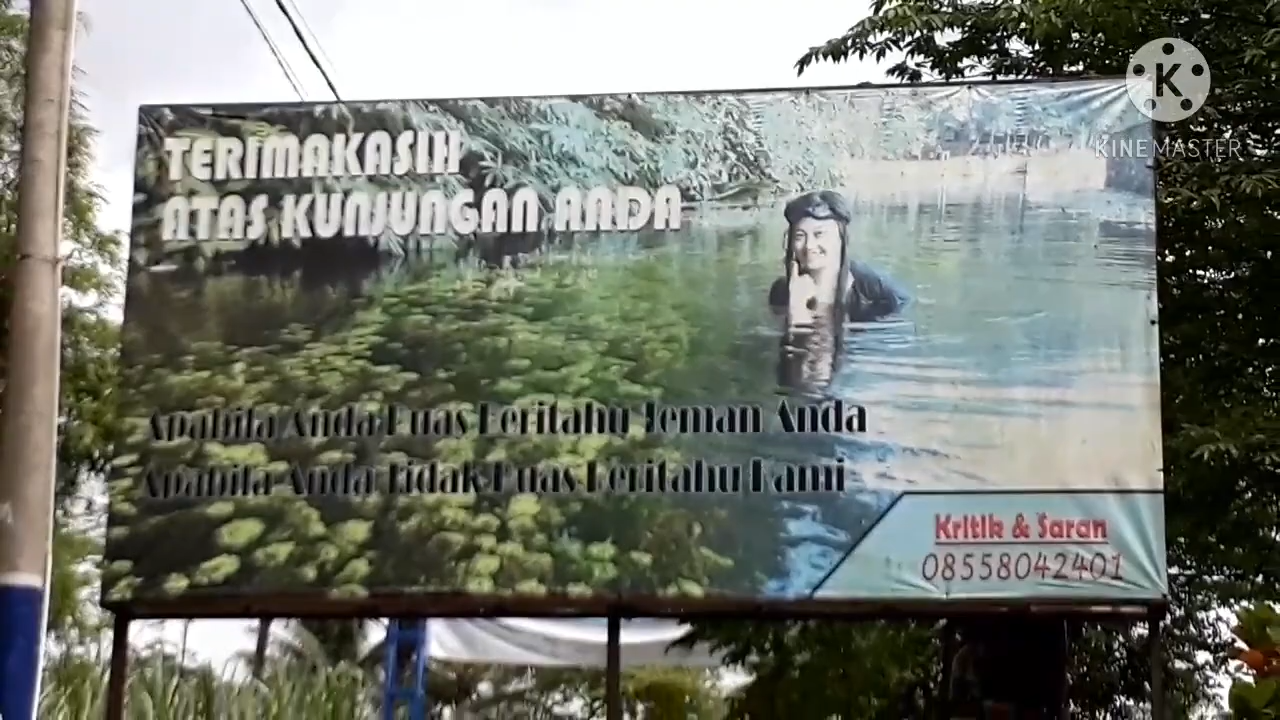 K
KINEMASTER
TERIMAKASIH
ATAS KUNJUNGAN ANDA
Apabila Anda Puas Beritahu Teman Anda
Apabila Anda Tidak Puas Beritahu Kami
Kritik & Saran
08558042401